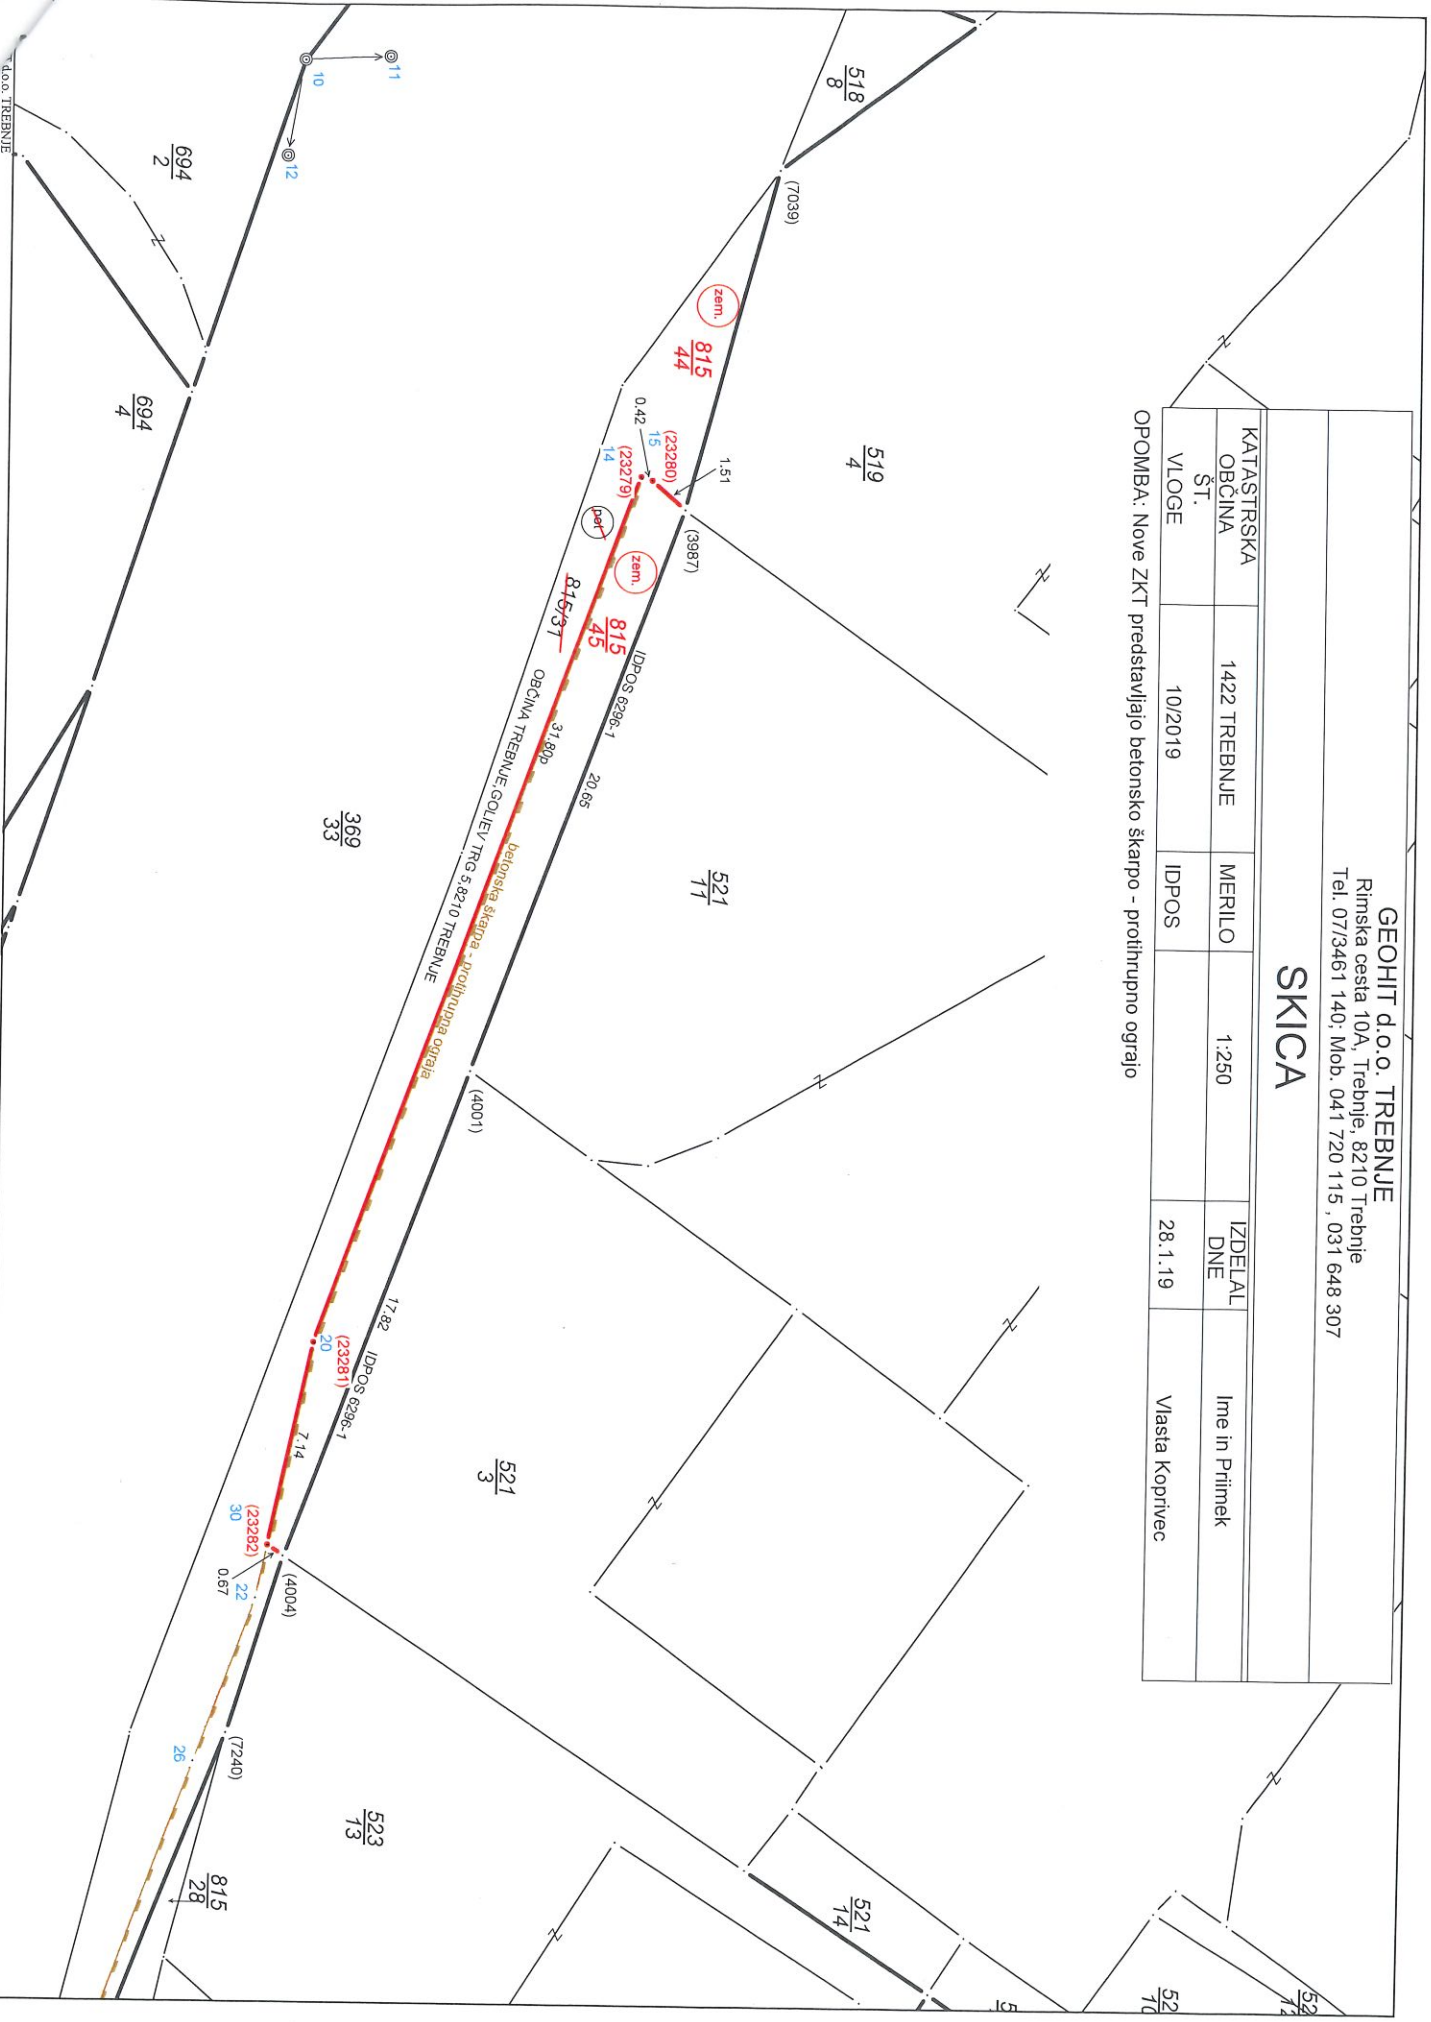 GEOHIT d.o.o. TREBNJE
Rimska cesta 10A, Trebnje, 8210 Trebnje
Tel. 07/3461 140; Mob. 041 720 115 , 031 648 307
SKICA
KATASTRSKA OBČINA
1422 TREBNJE
MERILO
1:250
IZDELAL DNE
Ime in Priimek
ŠT. VLOGE
10/2019
IDPOS
28.1.19
Vlasta Koprivec
OPOMBA: Nove ZKT predstavljajo betonsko škarpo - protihrupno ograjo
518
8
(7039)
519
4
zem.
815
44
0.42
15
(23280)
1.51
14
(23279)
(3987)
pot
zem.
815/31
815
45
IDPOS 6296-1
20.65
31.80p
OBČINA TREBNJE,GOLIEV TRG 5,8210 TREBNJE
betonska škarpa - protihrupna ograja
521
11
(4001)
17.82
IDPOS 6296-1
(23281)
20
7.14
521
3
(23282)
30
0.67
22
(4004)
26
(7240)
523
13
815
28
521
14
52
10
52
5
10
11
12
694
2
694
4
369
33
d.o.o. TREBNJE